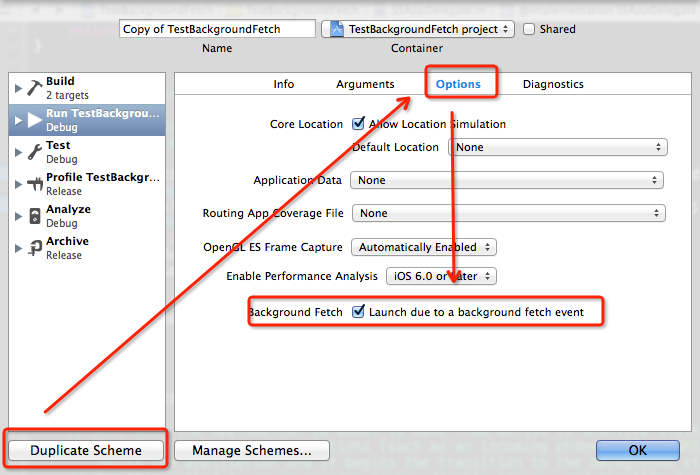 Copy of TestBackgroundFetch
TestBackgroundFetch project
Shared
Name
Container
Build
2 targets
Run TestBackgrou...
Debug
Test
Debug
Profile TestBackgr...
Release
Analyze
Debug
Archive
Release
Info
Arguments
Options
Diagnostics
Core Location
Allow Location Simulation
Default Location
None
Application Data
None
Routing App Coverage File
None
OpenGL ES Frame Capture
Automatically Enabled
Enable Performance Analysis
iOS 6.0 or Later
Background Fetch
Launch due to a background fetch event
Duplicate Scheme
Manage Schemes...
OK